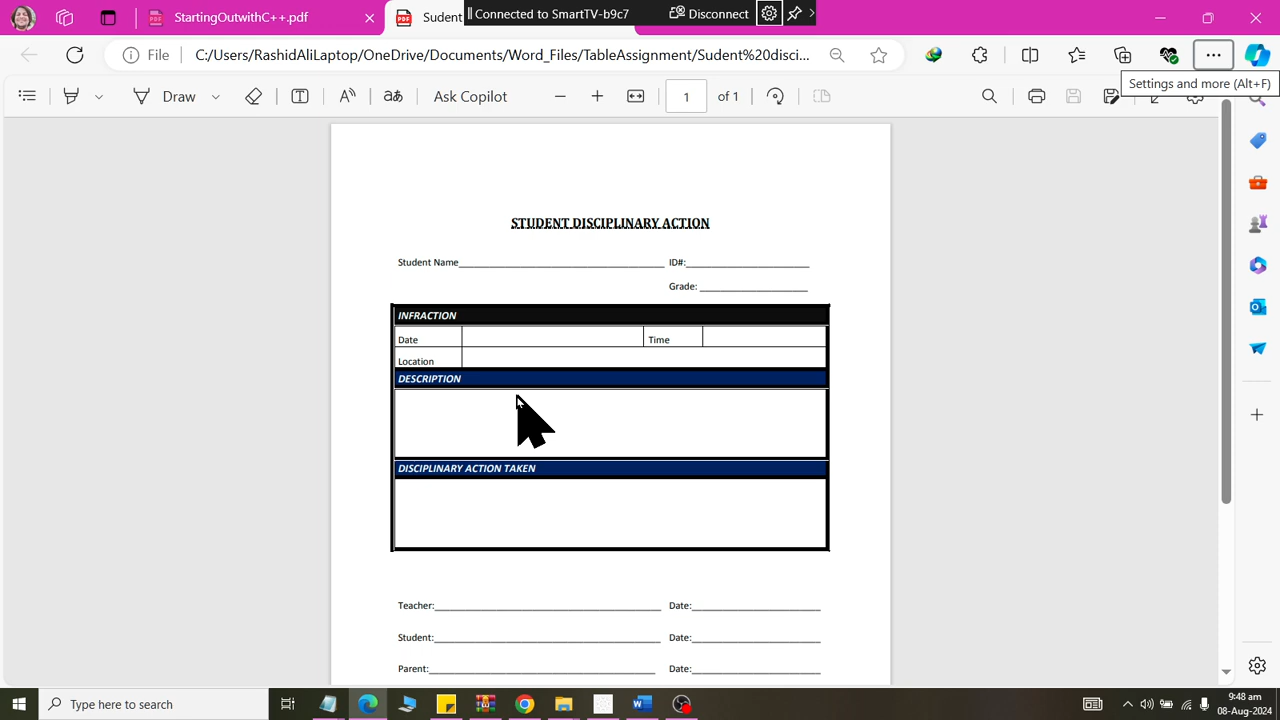 StartingOutwithC++.pdf
Sudent
Connected to SmartTV-b9c7
Disconnect
File
C:/Users/RashidAliLaptop/OneDrive/Documents/Word_Files/TableAssignment/Sudent%20disci...
Settings and more (Alt+F)
Draw
Ask Copilot
1
of 1
STUDENT DISCIPLINARY ACTION
Student Name
ID#:
Grade:
INFRACTION
Date
Time
Location
DESCRIPTION
DISCIPLINARY ACTION TAKEN
Teacher:
Date:
Student:
Date:
Parent:
Date:
Type here to search
9:48 am
08-Aug-2024